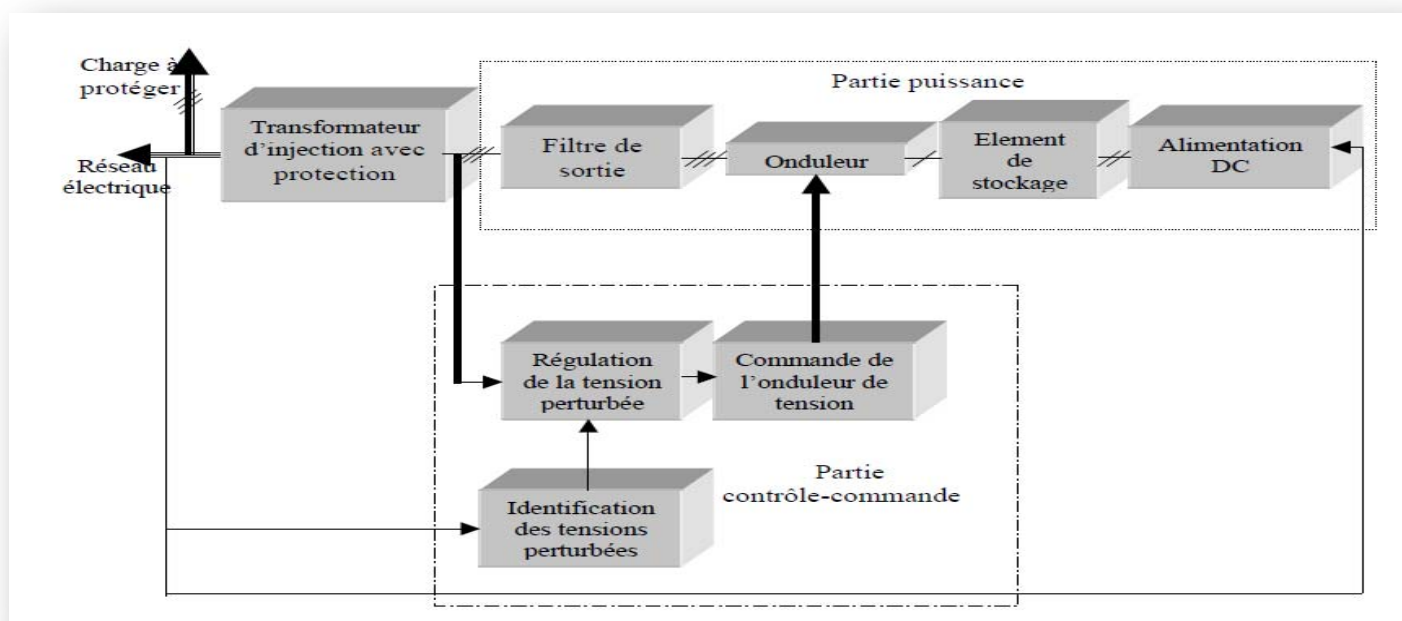 Charge à
protéger
Réseau
électrique
Transformateur
d'injection avec
protection
Partie puissance
Filtre de
sortie
Onduleur
Element
de
stockage
Alimentation
DC
Régulation
de la tension
perturbée
Commande de
l'onduleur de
tension
Partie
contrôle-commande
Identification
des tensions
perturbées